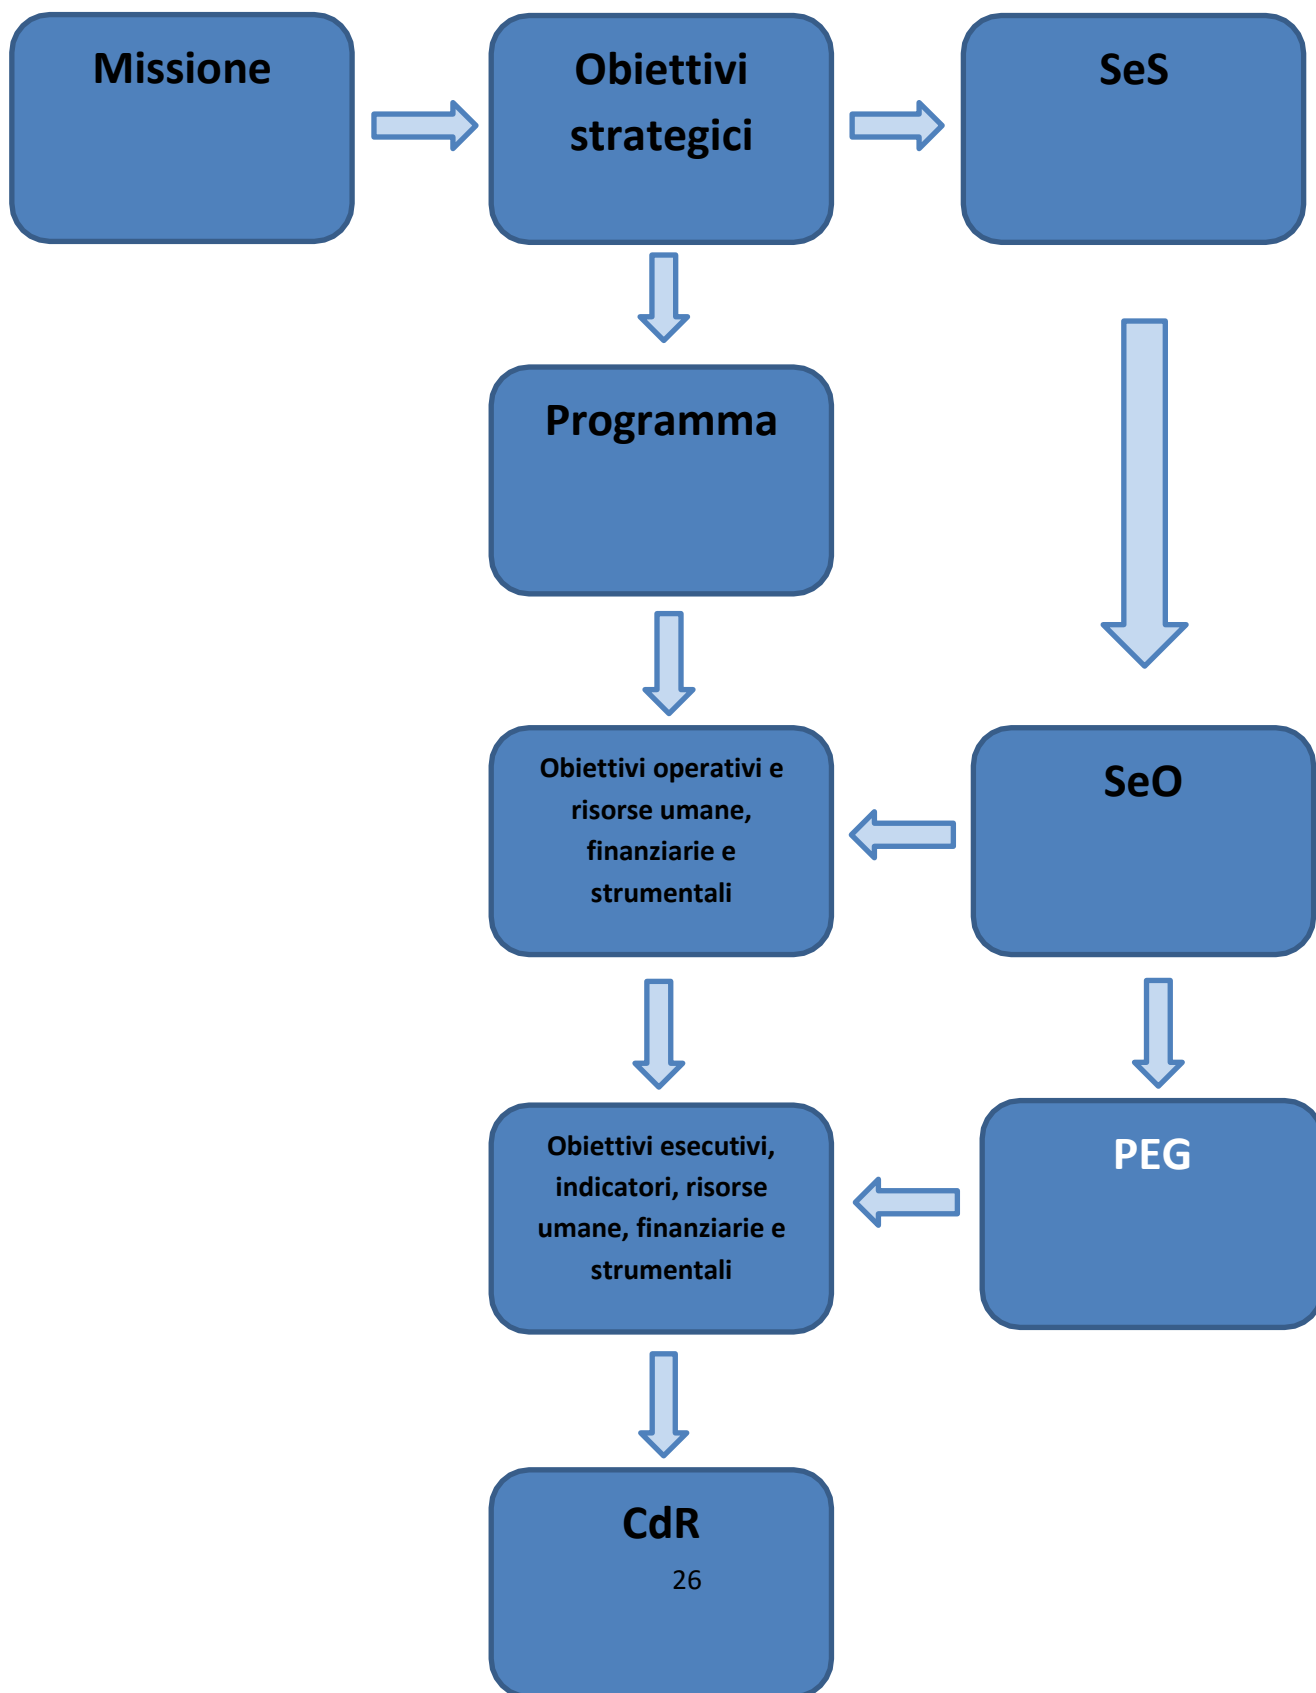 Missione
Obiettivi
strategici
SeS
Programma
Obiettivi operativi e
risorse umane,
finanziarie e
strumentali
SeO
Obiettivi esecutivi,
indicatori, risorse
umane, finanziarie e
strumentali
PEG
CdR
26